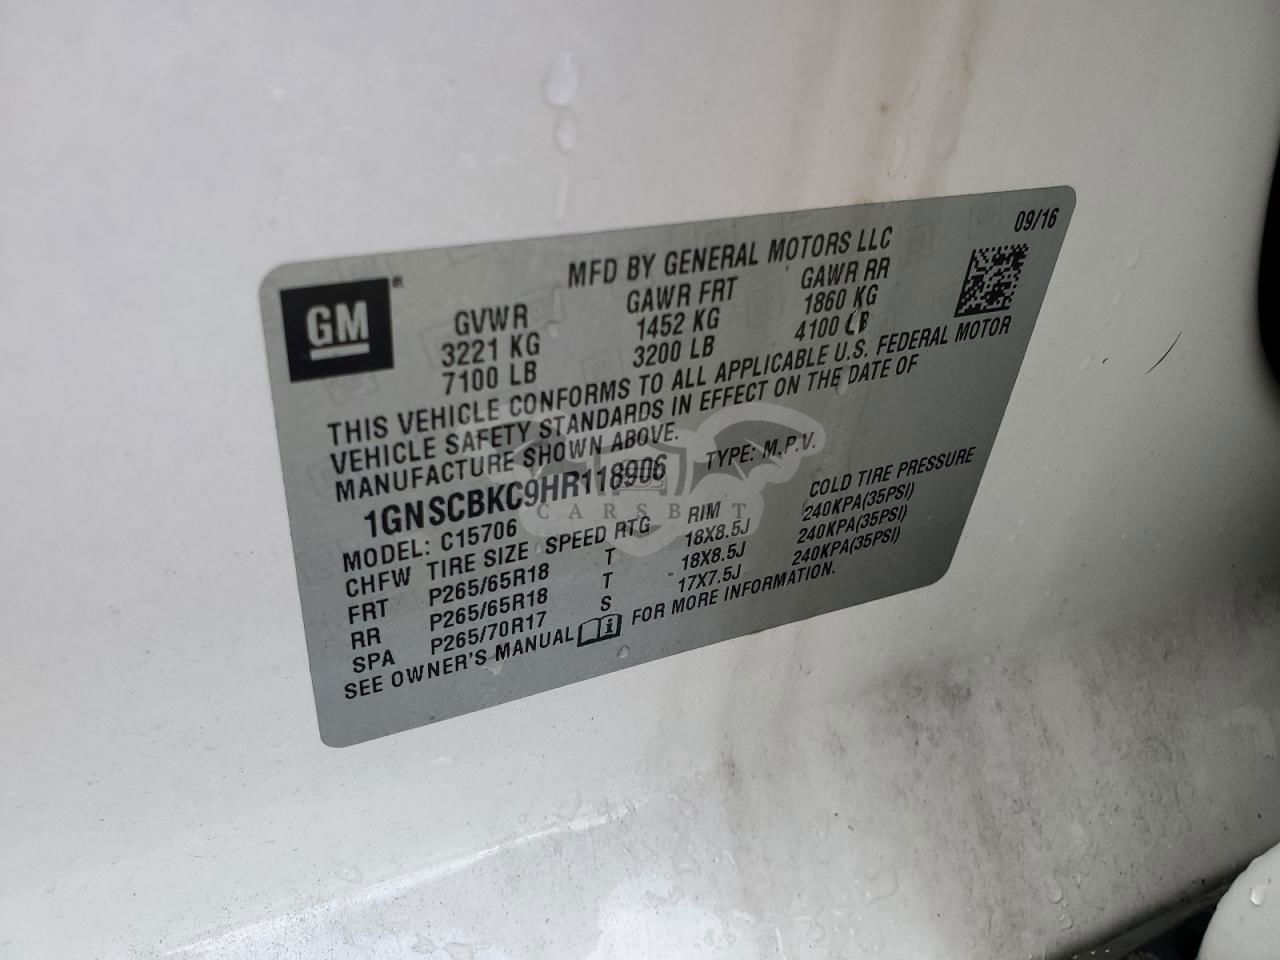 09/16
MFD BY GENERAL MOTORS LLC
GM
GVWR GAWR FRT GAWR RR
3221 KG 1452 KG 1860 KG
7100 LB 3200 LB 4100 LB
THIS VEHICLE CONFORMS TO ALL APPLICABLE U.S. FEDERAL MOTOR
VEHICLE SAFETY STANDARDS IN EFFECT ON THE DATE OF
MANUFACTURE SHOWN ABOVE.
1GNSCBKC9HR118906 TYPE: M.P.V.
CARSBAT
MODEL: C15706
CHFW TIRE SIZE SPEED RTG RIM COLD TIRE PRESSURE
FRT P265/65R18 T 18X8.5J 240KPA(35PSI)
RR P265/65R18 T 18X8.5J 240KPA(35PSI)
SPA P265/70R17 S 17X7.5J 240KPA(35PSI)
SEE OWNER'S MANUAL FOR MORE INFORMATION.